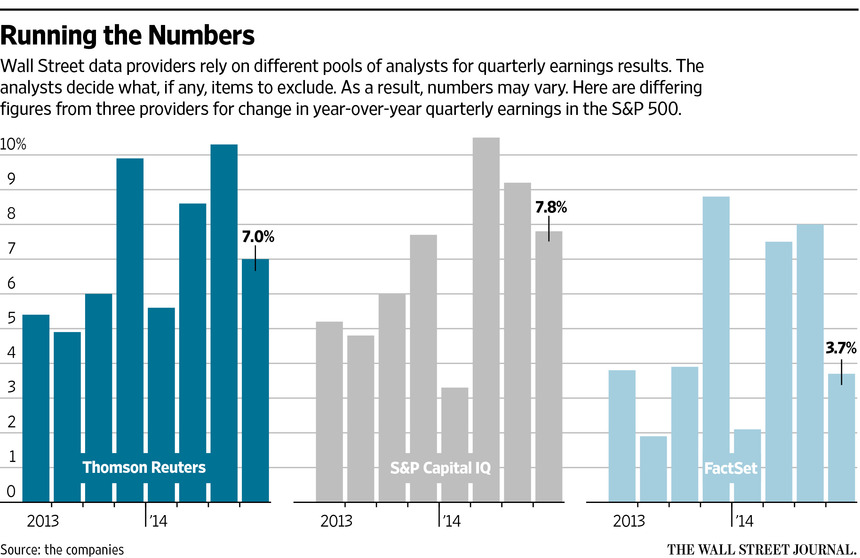 Running the Numbers
Wall Street data providers rely on different pools of analysts for quarterly earnings results. The
analysts decide what, if any, items to exclude. As a result, numbers may vary. Here are differing
figures from three providers for change in year-over-year quarterly earnings in the S&P 500.
10%
9
8
7
6
5
4
3
2
1
0
7.0%
Thomson Reuters
2013 ’14
7.8%
S&P Capital IQ
2013 ’14
3.7%
FactSet
2013 ’14
Source: the companies
THE WALL STREET JOURNAL.